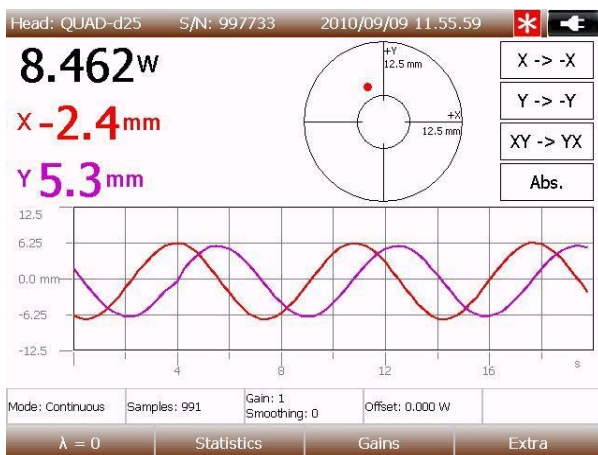 Head: QUAD-d25 S/N: 997733 2010/09/09 11.55.59
8.462W
X -2.4mm
Y 5.3mm
+Y
12.5 mm
+X
12.5 mm
X -> -X
Y -> -Y
XY -> YX
Abs.
12.5
6.25
0.0 mm
-6.25
-12.5
4 8 12 16 s
Mode: Continuous Samples: 991 Gain: 1 Offset: 0.000 W
Smoothing: 0
λ = 0 Statistics Gains Extra